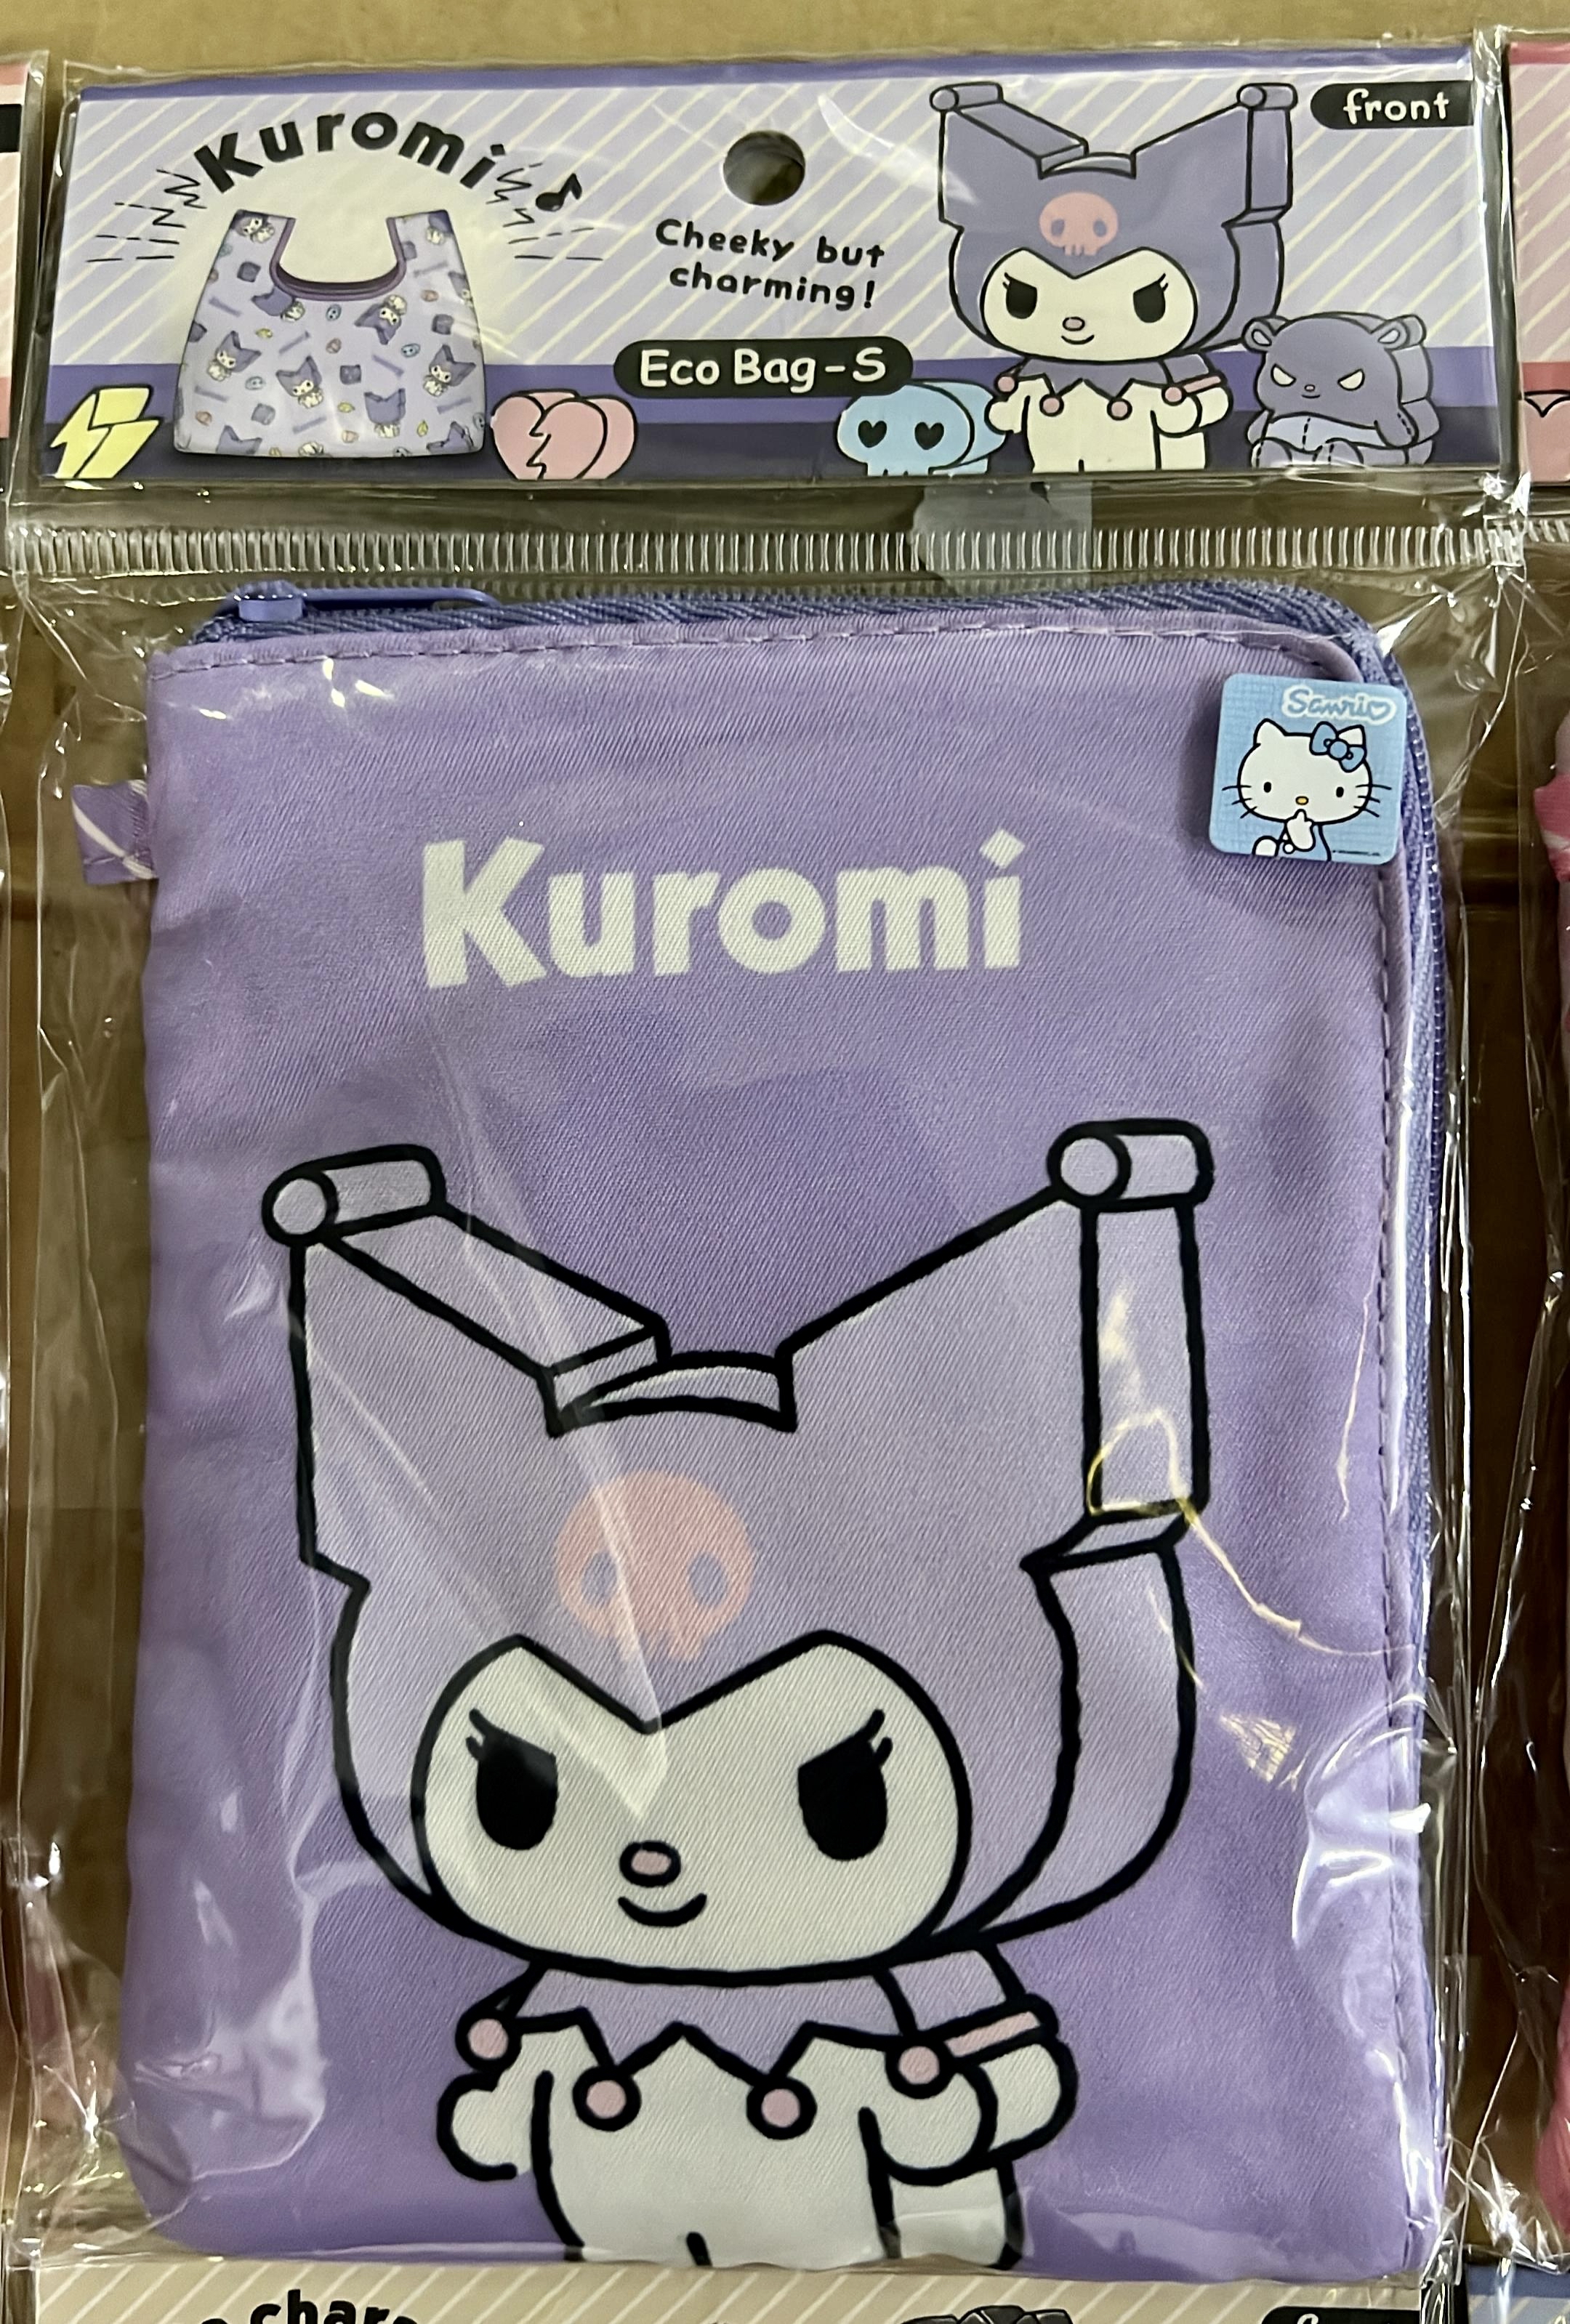 Kuromi
front
Cheeky but
charming!
Eco Bag-S
Sanrio
Kuromi